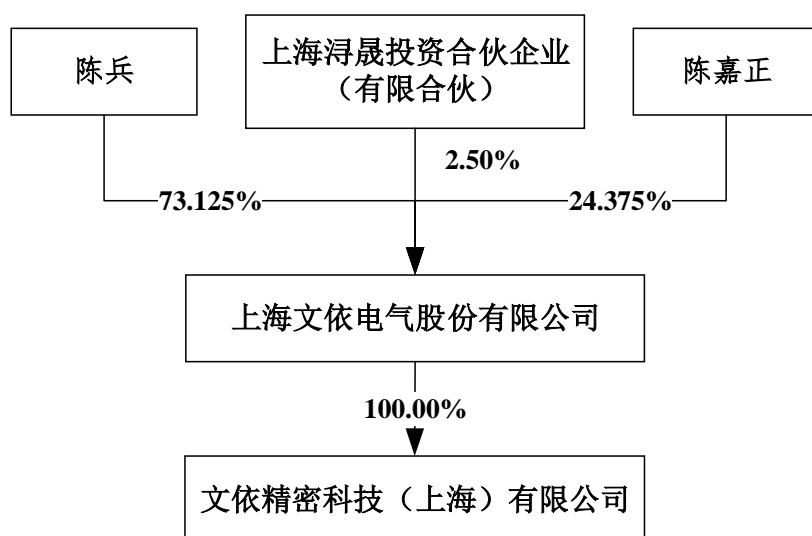 陈兵
上海浔晟投资合伙企业
（有限合伙）
陈嘉正
2.50%
73.125%
24.375%
上海文依电气股份有限公司
100.00%
文依精密科技（上海）有限公司